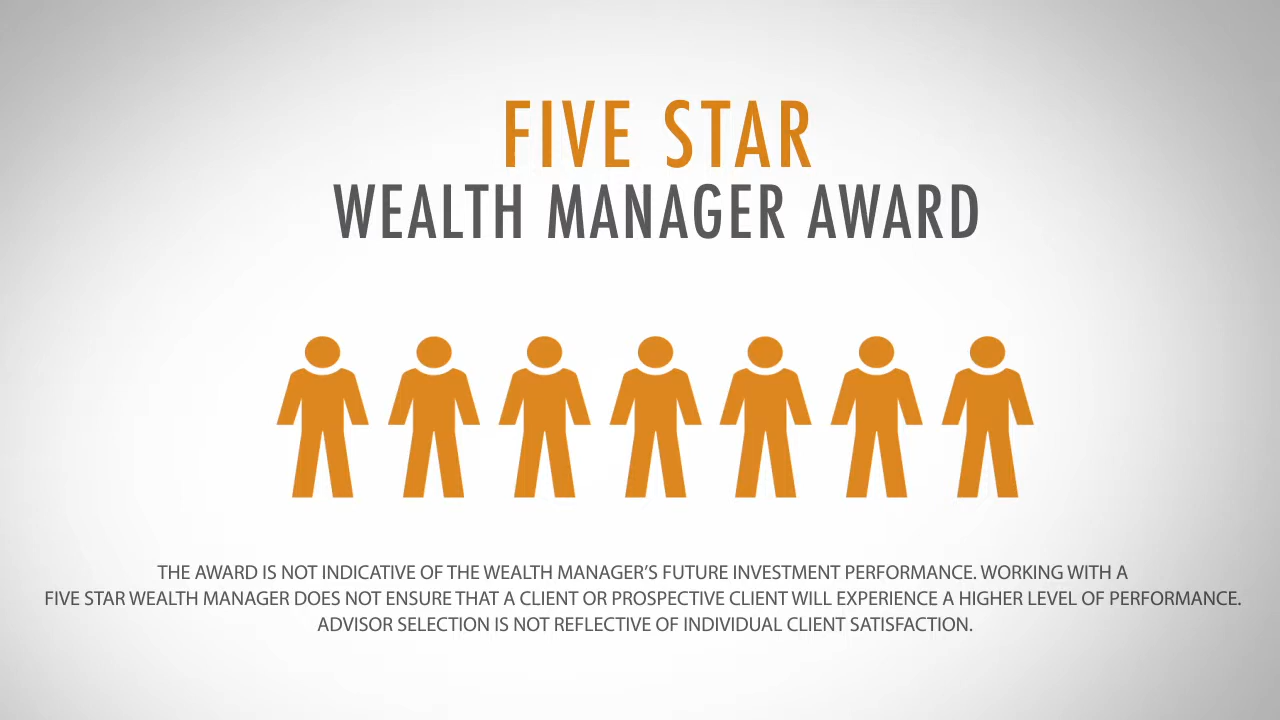 FIVE STAR
WEALTH MANAGER AWARD
THE AWARD IS NOT INDICATIVE OF THE WEALTH MANAGER’S FUTURE INVESTMENT PERFORMANCE. WORKING WITH A
FIVE STAR WEALTH MANAGER DOES NOT ENSURE THAT A CLIENT OR PROSPECTIVE CLIENT WILL EXPERIENCE A HIGHER LEVEL OF PERFORMANCE.
ADVISOR SELECTION IS NOT REFLECTIVE OF INDIVIDUAL CLIENT SATISFACTION.